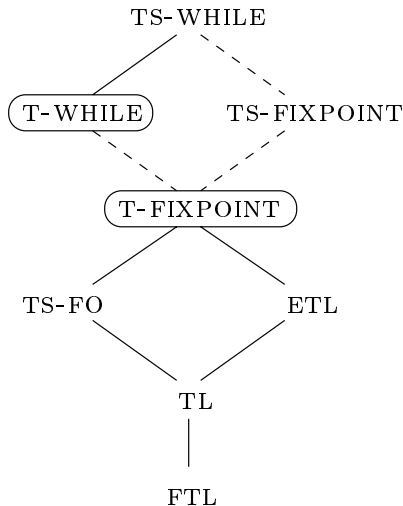 TS-WHILE
T-WHILE TS-FIXPOINT
T-FIXPOINT
TS-FO ETL
TL
FTL